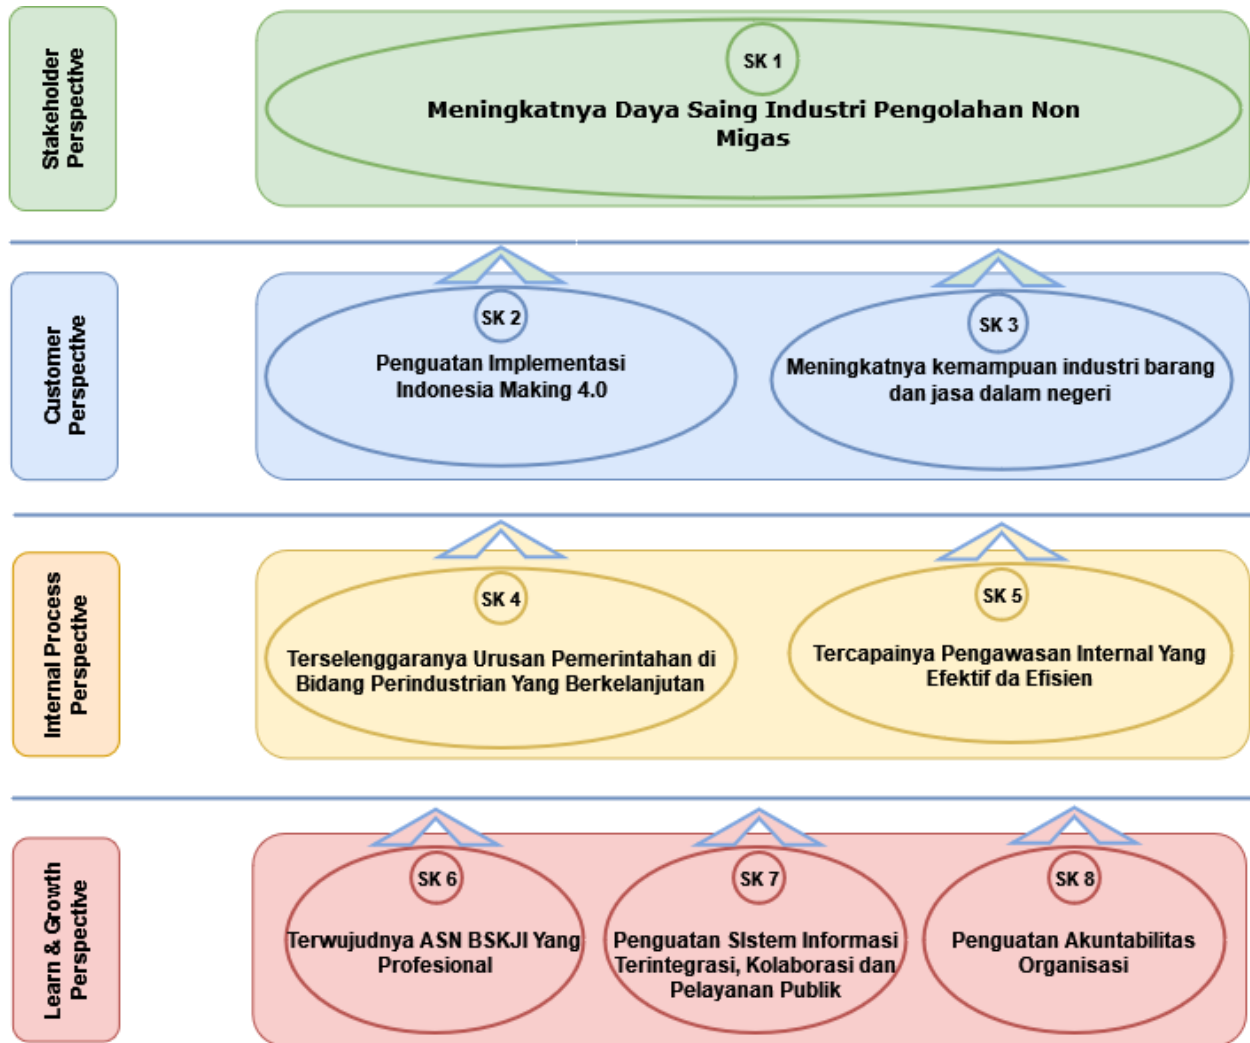 Stakeholder
Perspective
SK 1
Meningkatnya Daya Saing Industri Pengolahan Non
Migas
Customer
Perspective
SK 2
Penguatan Implementasi
Indonesia Making 4.0
SK 3
Meningkatnya kemampuan industri barang
dan jasa dalam negeri
Internal Process
Perspective
SK 4
Terselenggaranya Urusan Pemerintahan di
Bidang Perindustrian Yang Berkelanjutan
SK 5
Tercapainya Pengawasan Internal Yang
Efektif da Efisien
Learn & Growth
Perspective
SK 6
Terwujudnya ASN BSKJI Yang
Profesional
SK 7
Penguatan SIstem Informasi
Terintegrasi, Kolaborasi dan
Pelayanan Publik
SK 8
Penguatan Akuntabilitas
Organisasi